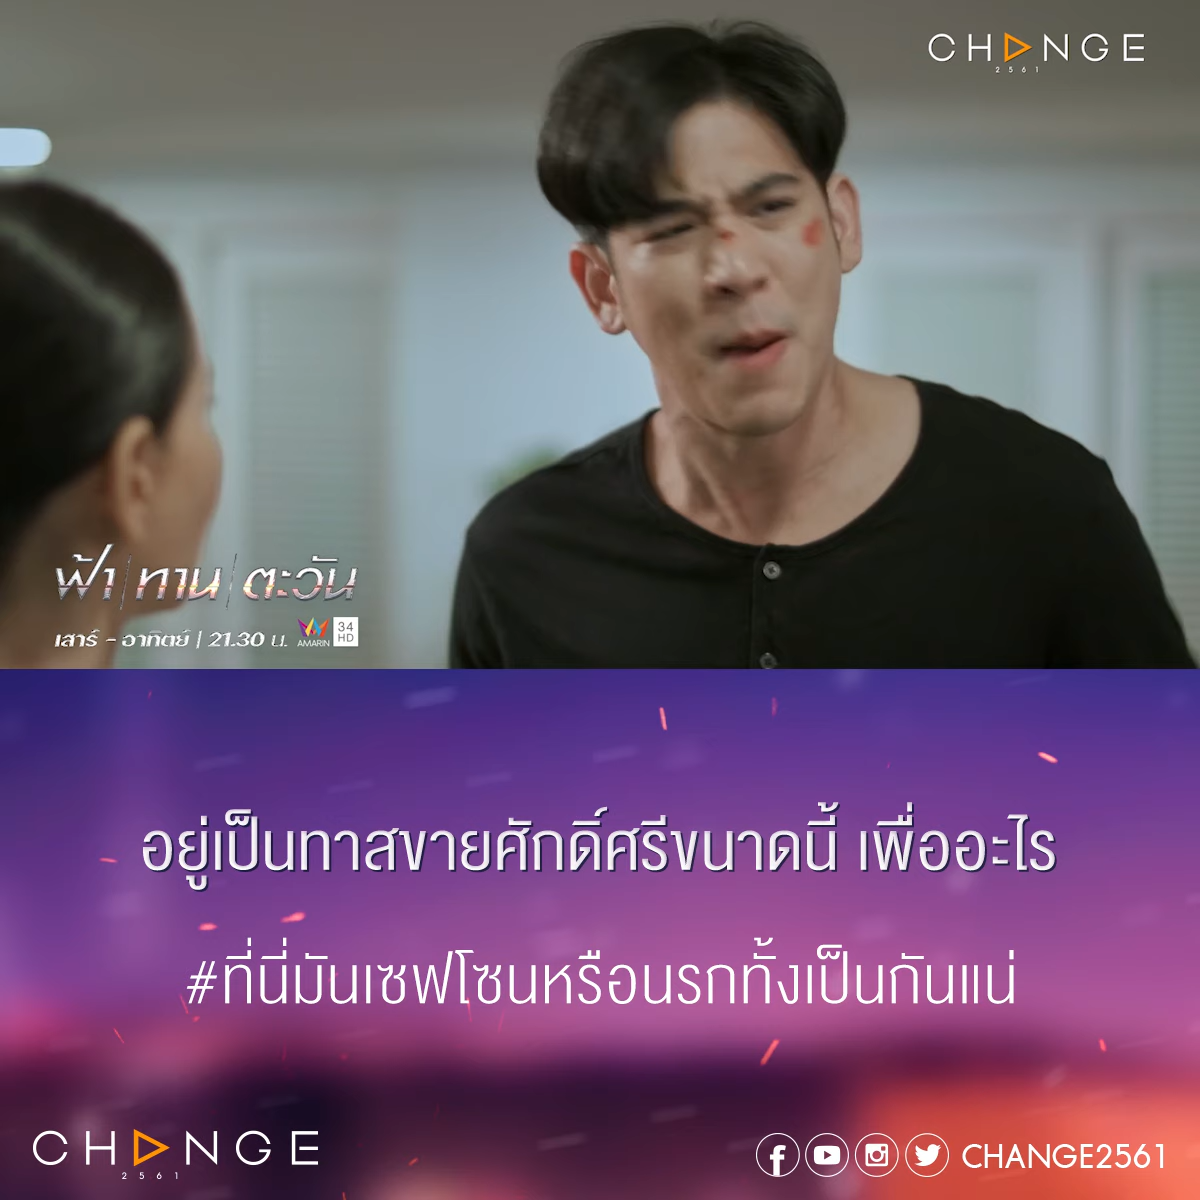 CHANGE
2561
ฟ้า | ทาน | ตะวัน
เสาร์ - อาทิตย์ | 21.30 น. AMARIN 34 HD
อยู่เป็นทาสขายศักดิ์ศรีขนาดนี้ เพื่ออะไร
#ที่นี่มันเซฟโซนหรือนรกทั้งเป็นกันแน่
CHANGE
2561
CHANGE2561